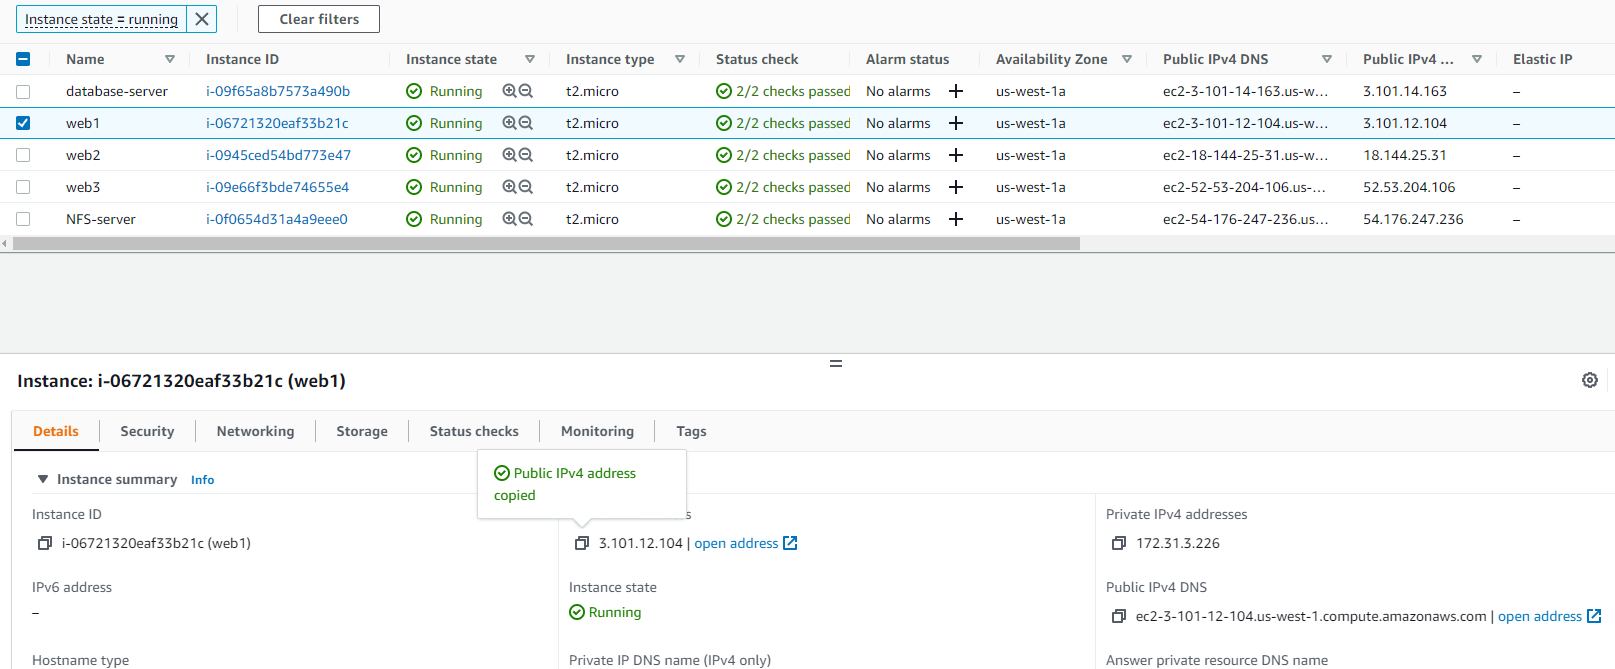 Instance state = running
Clear filters
Name Instance ID Instance state Instance type Status check Alarm status Availability Zone Public IPv4 DNS Public IPv4 ... Elastic IP
database-server i-09f65a8b7573a490b Running t2.micro 2/2 checks passed No alarms + us-west-1a ec2-3-101-14-163.us-w... 3.101.14.163 –
web1 i-06721320eaf33b21c Running t2.micro 2/2 checks passed No alarms + us-west-1a ec2-3-101-12-104.us-w... 3.101.12.104 –
web2 i-0945ced54bd773e47 Running t2.micro 2/2 checks passed No alarms + us-west-1a ec2-18-144-25-31.us-w... 18.144.25.31 –
web3 i-09e66f3bde74655e4 Running t2.micro 2/2 checks passed No alarms + us-west-1a ec2-52-53-204-106.us-... 52.53.204.106 –
NFS-server i-0f0654d31a4a9eee0 Running t2.micro 2/2 checks passed No alarms + us-west-1a ec2-54-176-247-236.us... 54.176.247.236 –
Instance: i-06721320eaf33b21c (web1)
Details Security Networking Storage Status checks Monitoring Tags
Public IPv4 address
copied
Instance summary Info
Instance ID
i-06721320eaf33b21c (web1)
3.101.12.104 | open address
Private IPv4 addresses
172.31.3.226
IPv6 address
–
Instance state
Running
Public IPv4 DNS
ec2-3-101-12-104.us-west-1.compute.amazonaws.com | open address
Hostname type
Private IP DNS name (IPv4 only)
Answer private resource DNS name